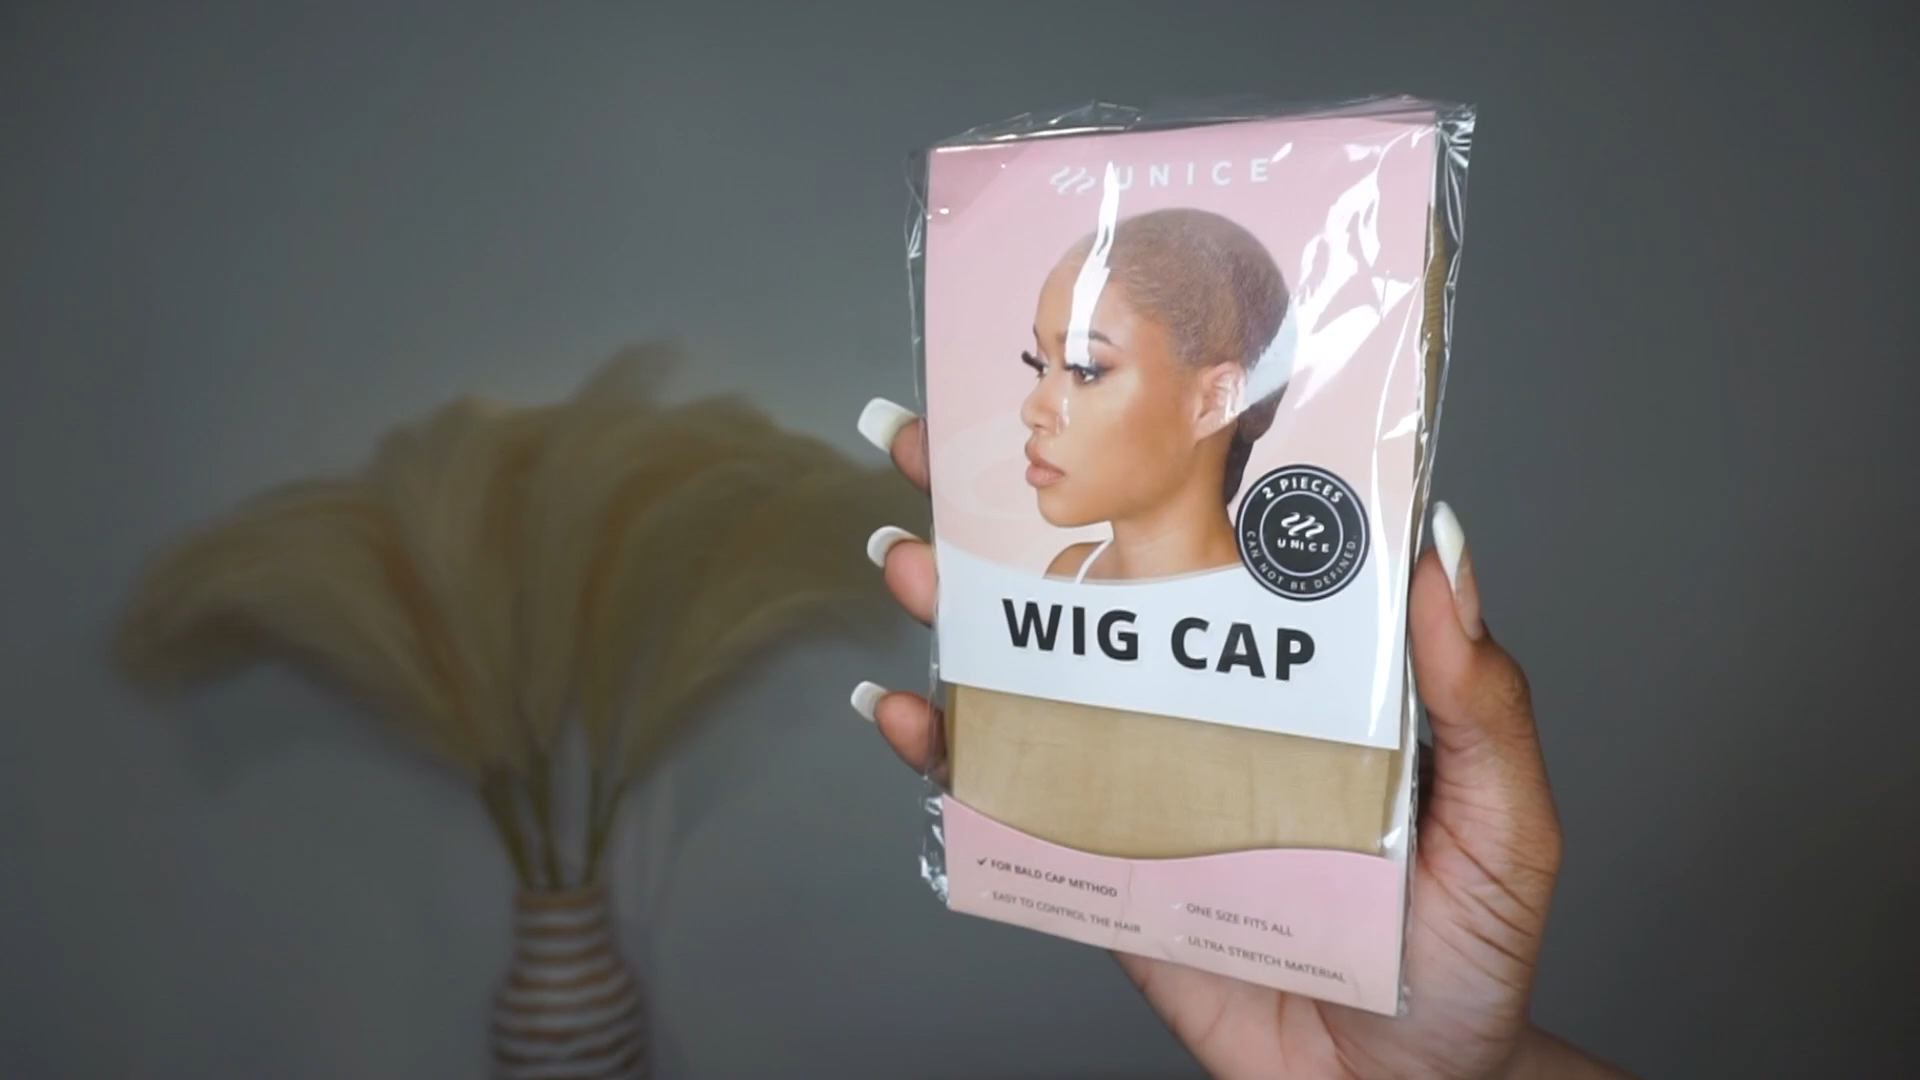 UNICE
2 PIECES
UNICE
CAN NOT BE DEFINED.
WIG CAP
✓ FOR BALD CAP METHOD
✓ EASY TO CONTROL THE HAIR
✓ ONE SIZE FITS ALL
✓ ULTRA STRETCH MATERIAL